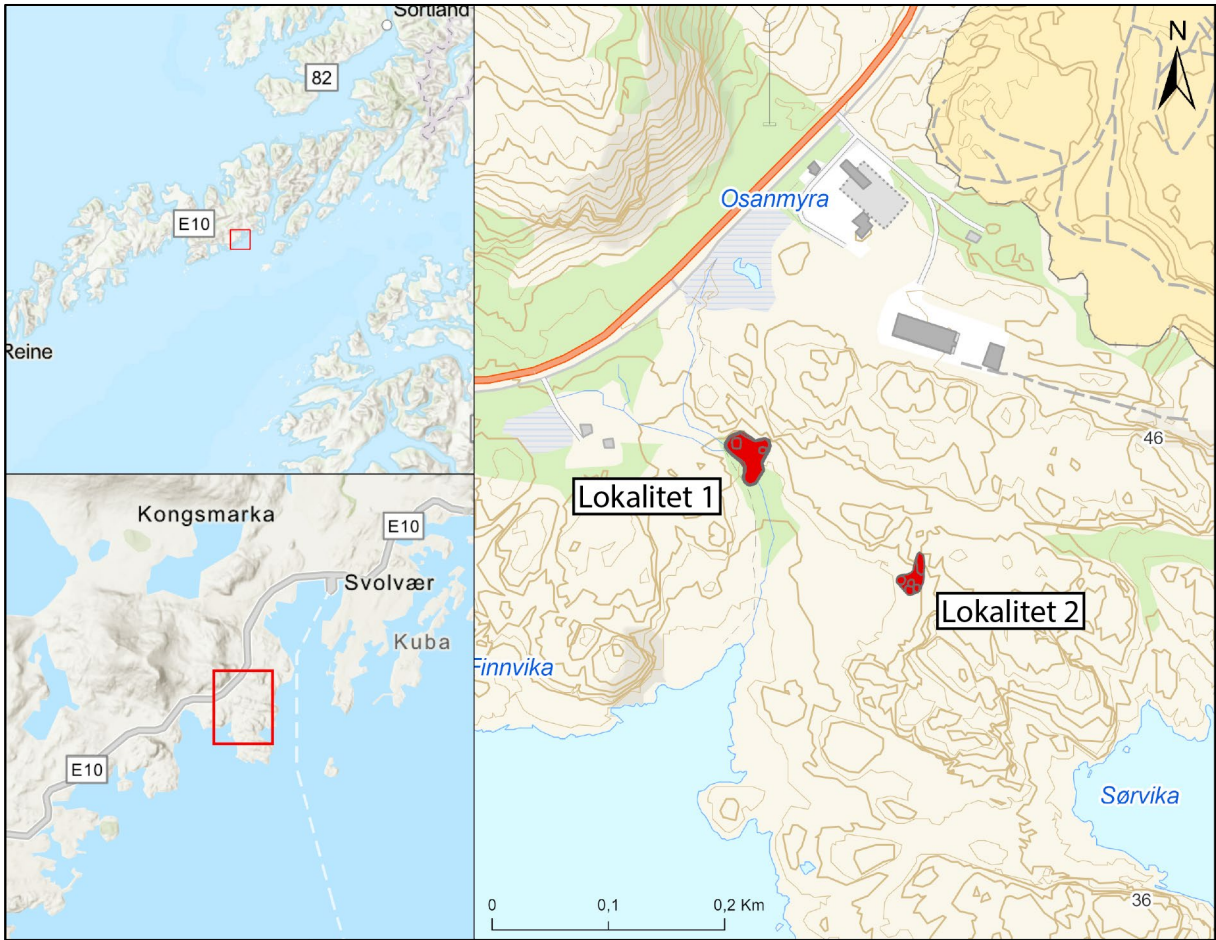 Sortland
82
E10
Reine
Kongsmarka
E10
Svolvær
Kuba
E10
N
Osanmyra
46
Lokalitet 1
Lokalitet 2
Finnvika
Sørvika
36
0
0,1
0,2 Km